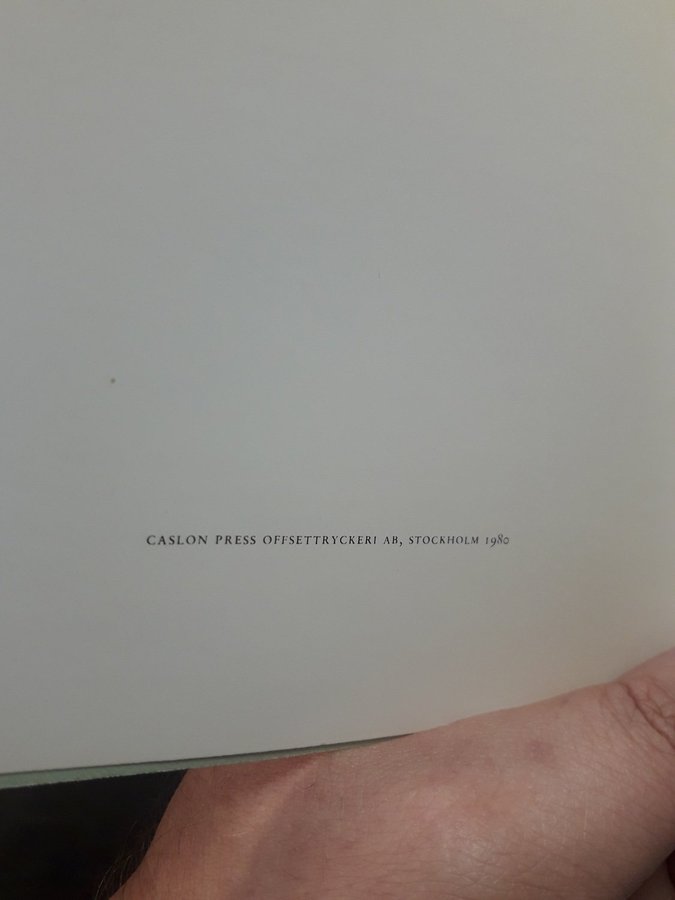 CASLON PRESS OFFSETTRYCKERI AB, STOCKHOLM 1980